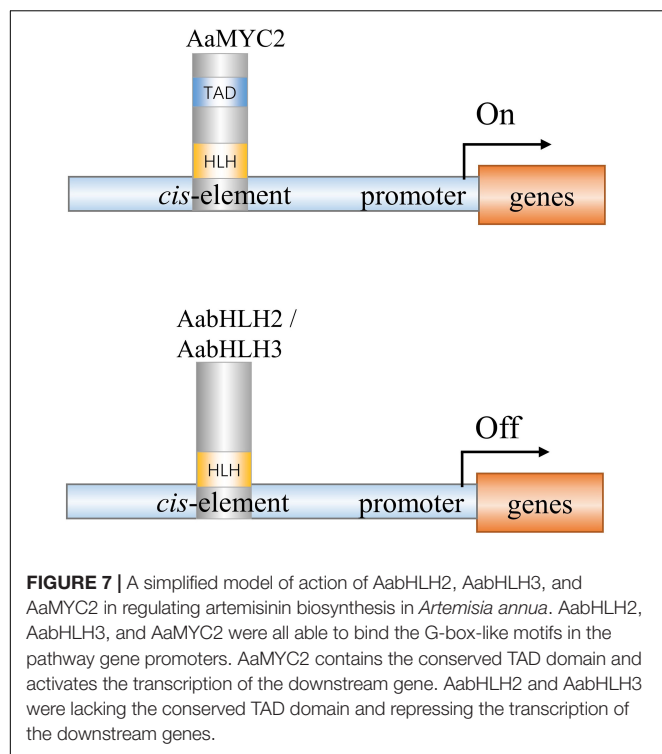 AaMYC2
TAD
On
HLH
cis-element
promoter
genes
AabHLH2 /
AabHLH3
Off
HLH
cis-element
promoter
genes
FIGURE 7 | A simplified model of action of AabHLH2, AabHLH3, and
AaMYC2 in regulating artemisinin biosynthesis in Artemisia annua. AabHLH2,
AabHLH3, and AaMYC2 were all able to bind the G-box-like motifs in the
pathway gene promoters. AaMYC2 contains the conserved TAD domain and
activates the transcription of the downstream gene. AabHLH2 and AabHLH3
were lacking the conserved TAD domain and repressing the transcription of
the downstream genes.